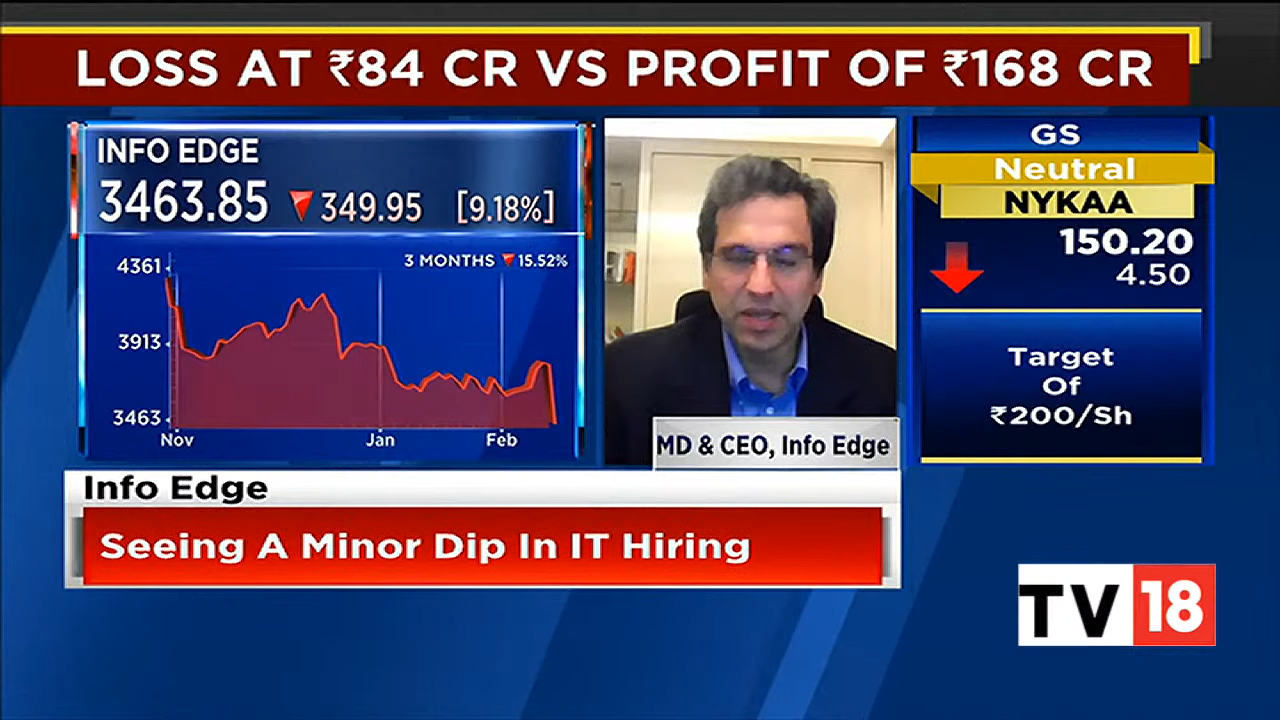 LOSS AT ₹84 CR VS PROFIT OF ₹168 CR
INFO EDGE
3463.85 ▼ 349.95 [9.18%]
3 MONTHS ▼ 15.52%
4361
3913
3463
Nov Jan Feb
MD & CEO, Info Edge
GS
Neutral
NYKAA
150.20
4.50
Target
Of
₹200/Sh
Info Edge
Seeing A Minor Dip In IT Hiring
TV 18